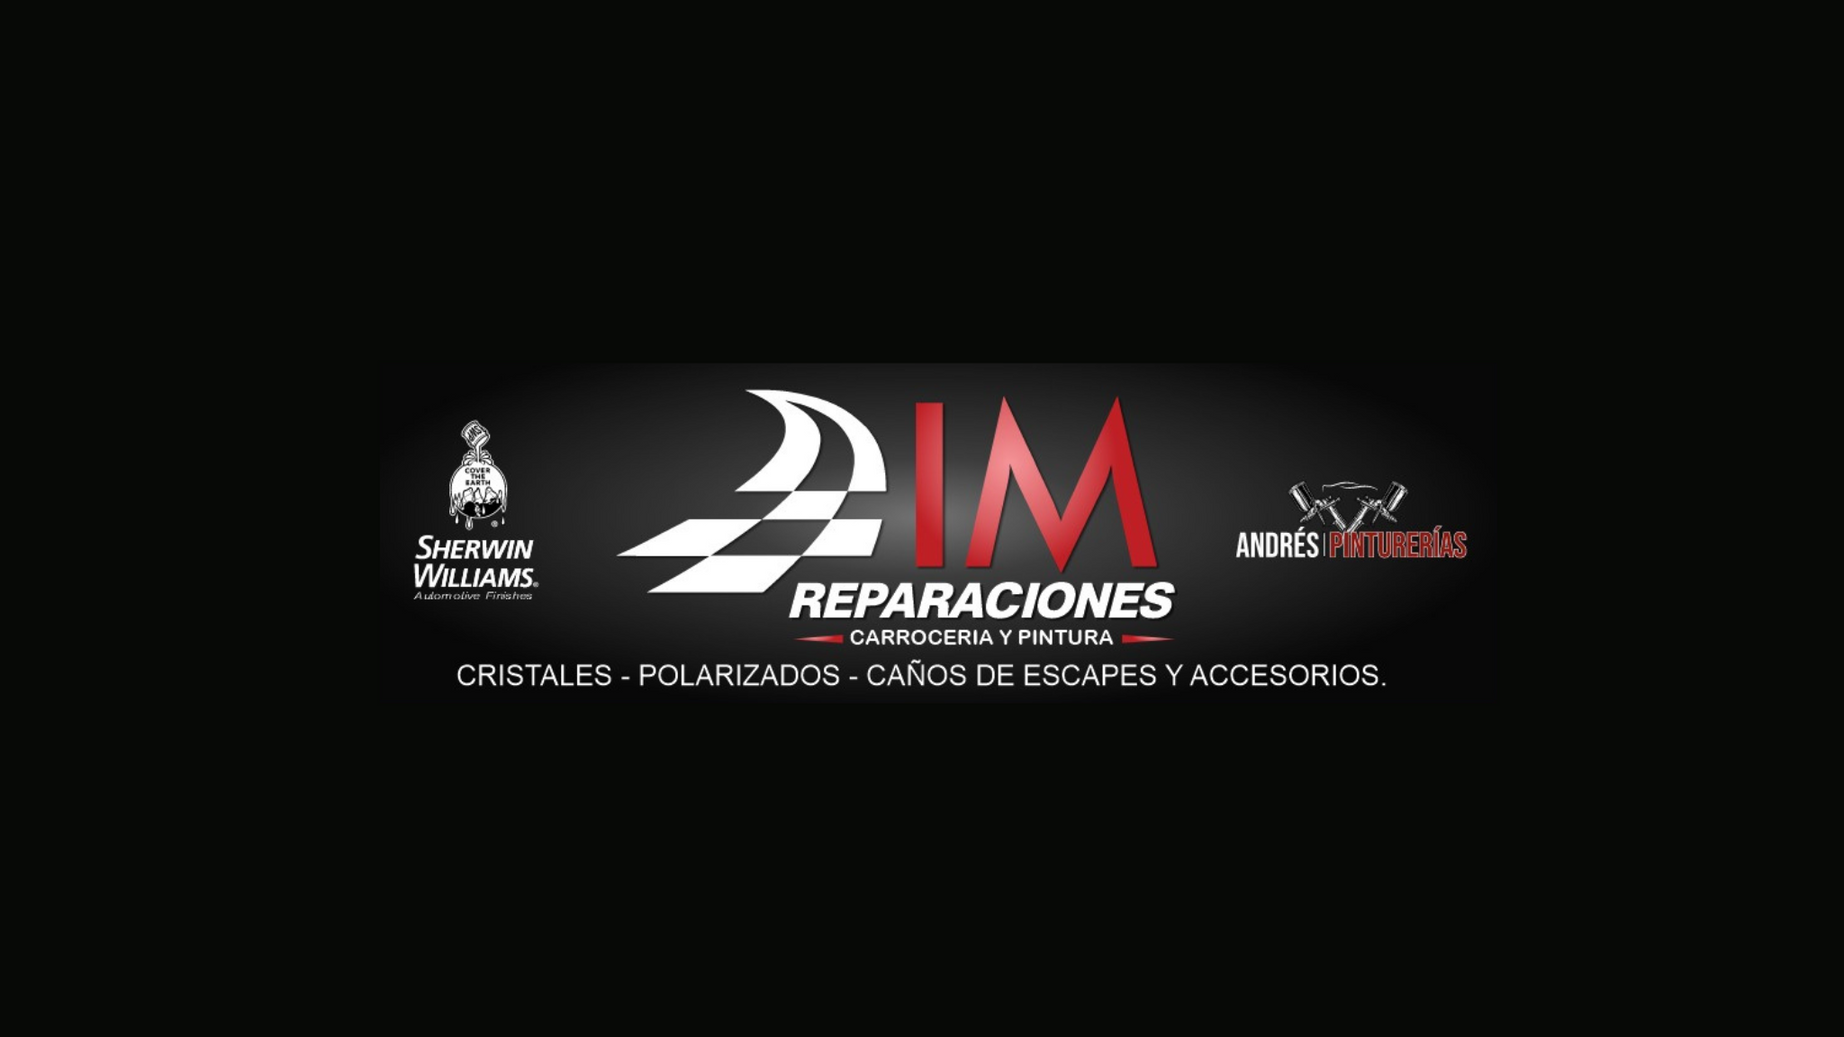 SW
COVER
THE
EARTH
SHERWIN
WILLIAMS®
Automotive Finishes
IM
REPARACIONES
CARROCERIA Y PINTURA
ANDRÉS PINTURERÍAS
CRISTALES - POLARIZADOS - CAÑOS DE ESCAPES Y ACCESORIOS.